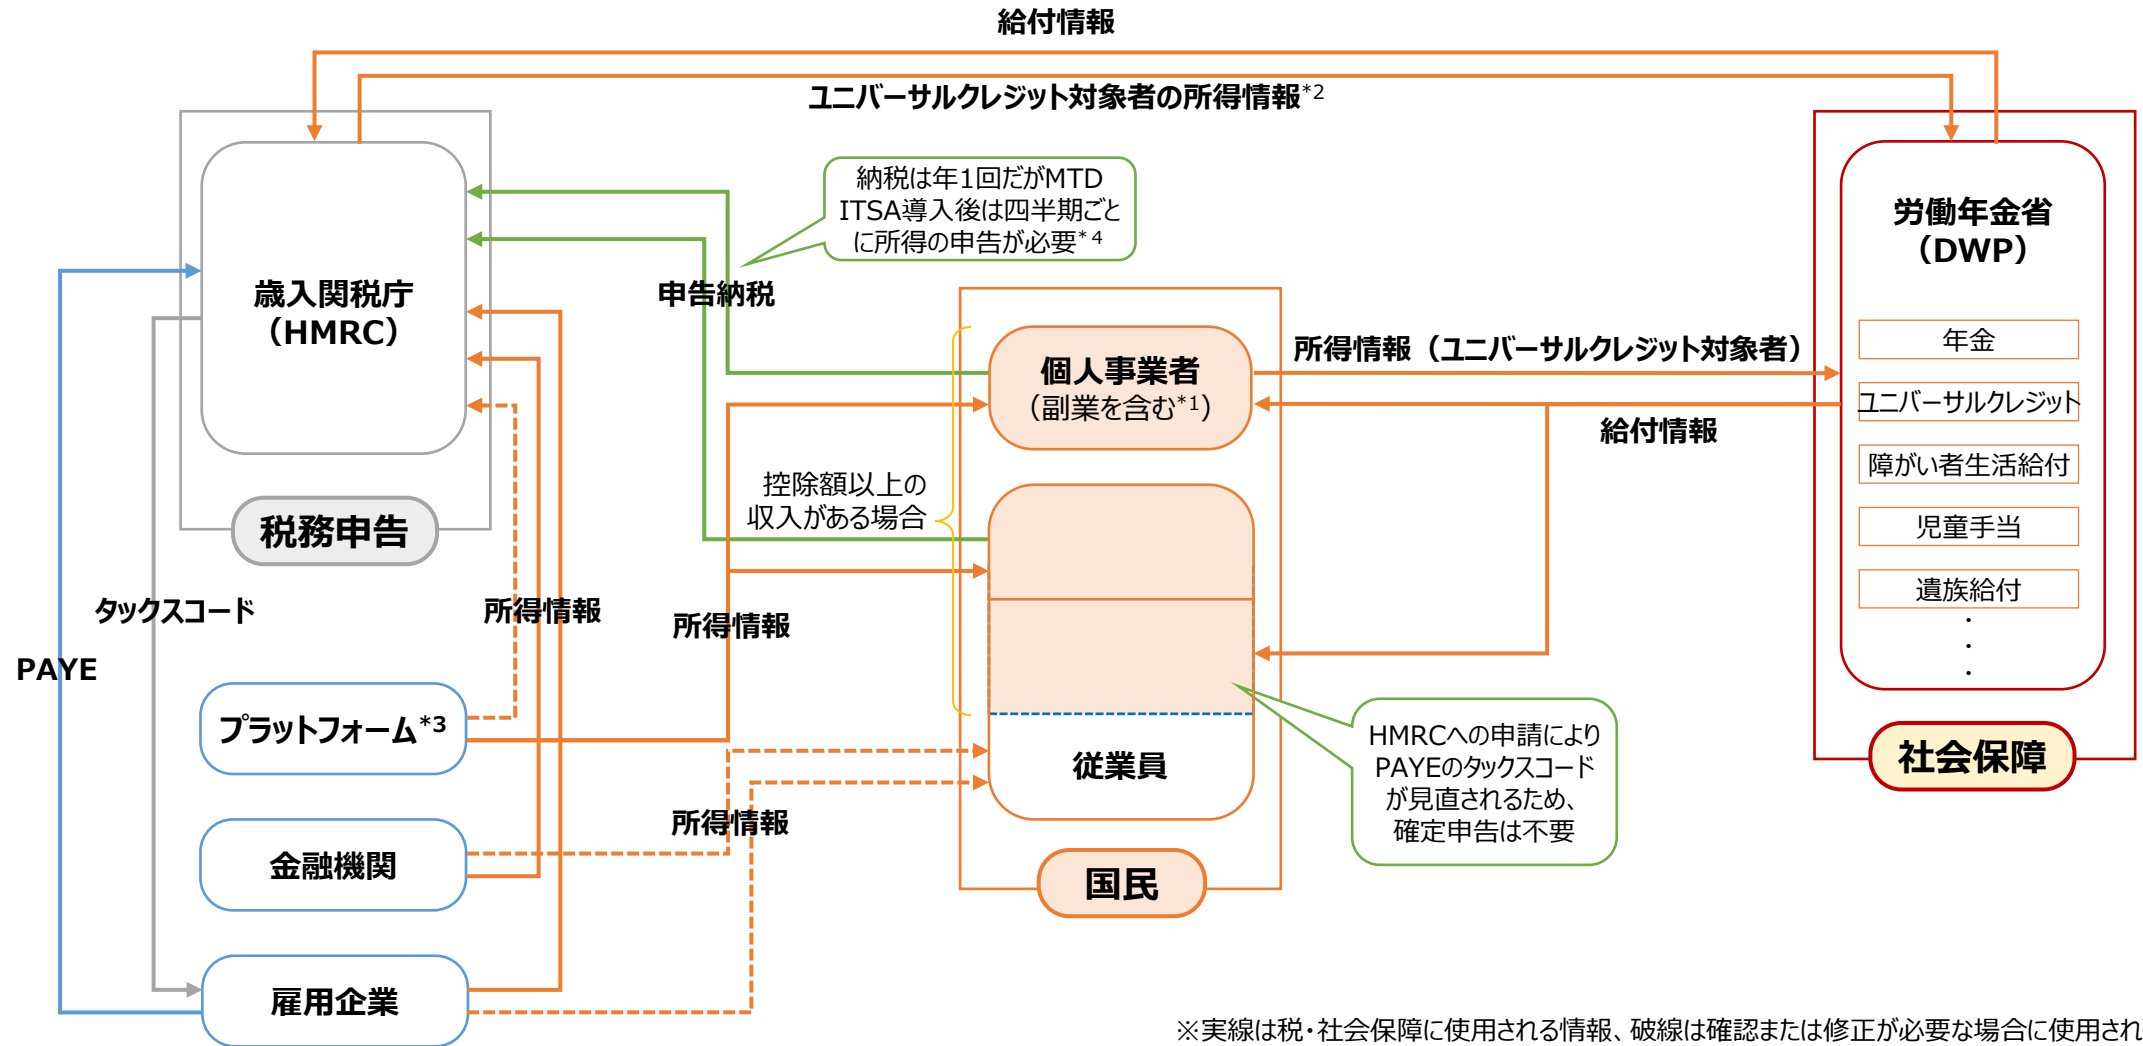 給付情報
ユニバーサルクレジット対象者の所得情報*2
納税は年1回だがMTD
ITSA導入後は四半期ごと
に所得の申告が必要*4
労働年金省
（DWP）
歳入関税庁
（HMRC）
申告納税
個人事業者
（副業を含む*1）
所得情報（ユニバーサルクレジット対象者）
年金
ユニバーサルクレジット
給付情報
障がい者生活給付
控除額以上の
収入がある場合
税務申告
児童手当
遺族給付
・
・
・
タックスコード
所得情報
所得情報
PAYE
プラットフォーム*3
HMRCへの申請により
PAYEのタックスコード
が見直されるため、
確定申告は不要
従業員
社会保障
所得情報
金融機関
国民
雇用企業
※実線は税・社会保障に使用される情報、破線は確認または修正が必要な場合に使用され